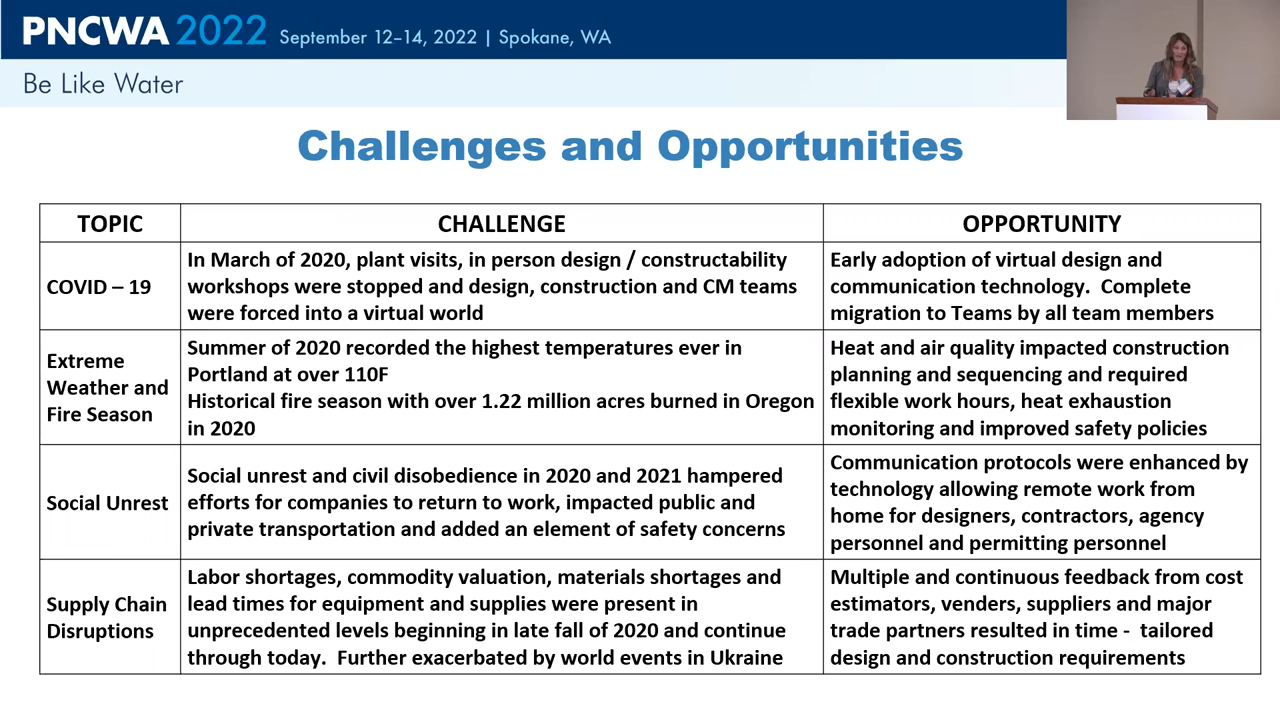 PNCWA 2022 September 12–14, 2022 | Spokane, WA
Be Like Water
Challenges and Opportunities
TOPIC
CHALLENGE
OPPORTUNITY
COVID – 19
In March of 2020, plant visits, in person design / constructability
workshops were stopped and design, construction and CM teams
were forced into a virtual world
Early adoption of virtual design and
communication technology.  Complete
migration to Teams by all team members
Extreme
Weather and
Fire Season
Summer of 2020 recorded the highest temperatures ever in
Portland at over 110F
Historical fire season with over 1.22 million acres burned in Oregon
in 2020
Heat and air quality impacted construction
planning and sequencing and required
flexible work hours, heat exhaustion
monitoring and improved safety policies
Social Unrest
Social unrest and civil disobedience in 2020 and 2021 hampered
efforts for companies to return to work, impacted public and
private transportation and added an element of safety concerns
Communication protocols were enhanced by
technology allowing remote work from
home for designers, contractors, agency
personnel and permitting personnel
Supply Chain
Disruptions
Labor shortages, commodity valuation, materials shortages and
lead times for equipment and supplies were present in
unprecedented levels beginning in late fall of 2020 and continue
through today.  Further exacerbated by world events in Ukraine
Multiple and continuous feedback from cost
estimators, venders, suppliers and major
trade partners resulted in time -  tailored
design and construction requirements